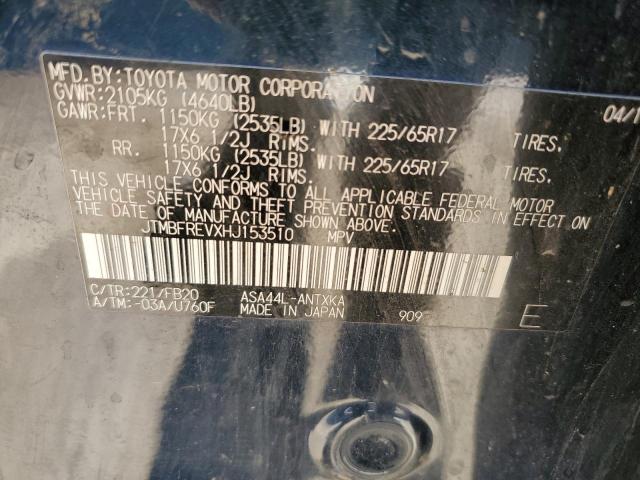 MFD.BY:TOYOTA MOTOR CORPORATION 04/1
GVWR:2105KG (4640LB)
GAWR:FRT. 1150KG (2535LB) WITH 225/65R17 TIRES,
17X6 1/2J RIMS.
RR. 1150KG (2535LB) WITH 225/65R17 TIRES,
17X6 1/2J RIMS.
THIS VEHICLE CONFORMS TO ALL APPLICABLE FEDERAL MOTOR
VEHICLE SAFETY AND THEFT PREVENTION STANDARDS IN EFFECT ON
THE DATE OF MANUFACTURE SHOWN ABOVE.
JTMBFREVXHJ153510 MPV
C/TR:221/FB20 ASA44L-ANTXKA
A/TM:-03A/U760F MADE IN JAPAN 909 E